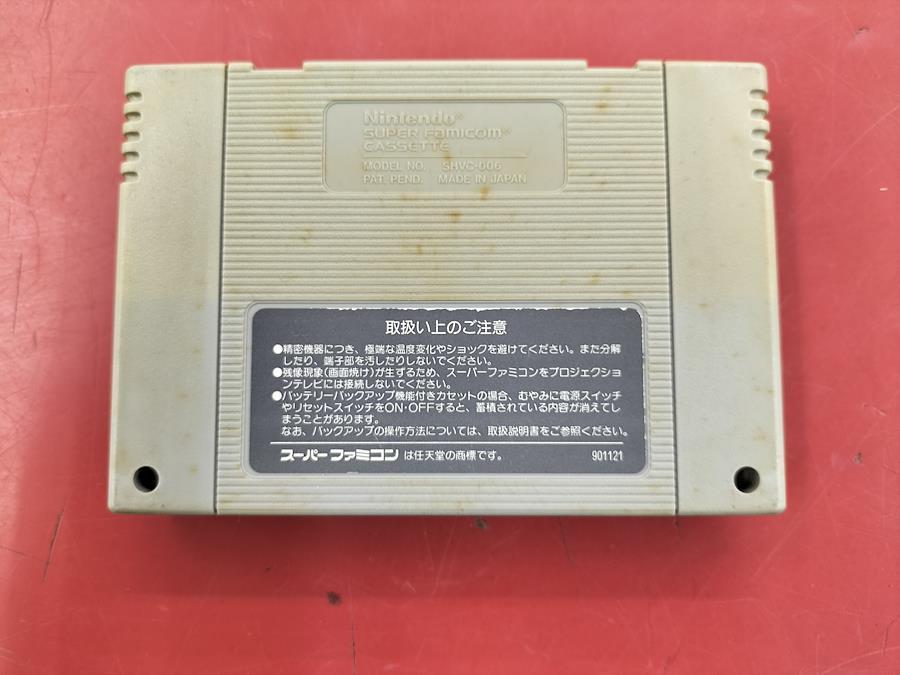 Nintendo®
SUPER FAMICOM®
CASSETTE
MODEL NO. SHVC-006
PAT. PEND. MADE IN JAPAN
取扱い上のご注意
●精密機器につき、極端な温度変化やショックを避けてください。また分解
したり、端子部を汚したりしないでください。
●残像現象(画面焼け)が生ずるため、スーパーファミコンをプロジェクショ
ンテレビには接続しないでください。
●バッテリーバックアップ機能付きカセットの場合、むやみに電源スイッチ
やリセットスイッチをON・OFFすると、蓄積されている内容が消えてし
まうことがあります。
なお、バックアップの操作方法については、取扱説明書をご参照ください。
スーパーファミコン は任天堂の商標です。 901121